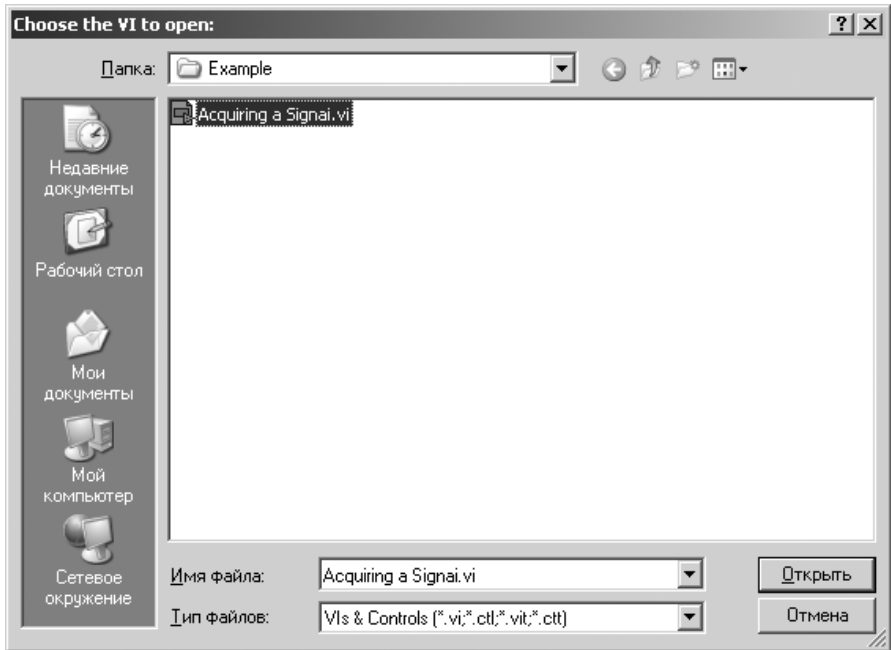 Choose the VI to open:
Папка: Example
Acquiring a Signai.vi
Недавние
документы
Рабочий стол
Мои
документы
Мой
компьютер
Сетевое
окружение
Имя файла: Acquiring a Signai.vi Открыть
Тип файлов: VIs & Controls (*.vi;*.ctl;*.vit;*.ctt) Отмена